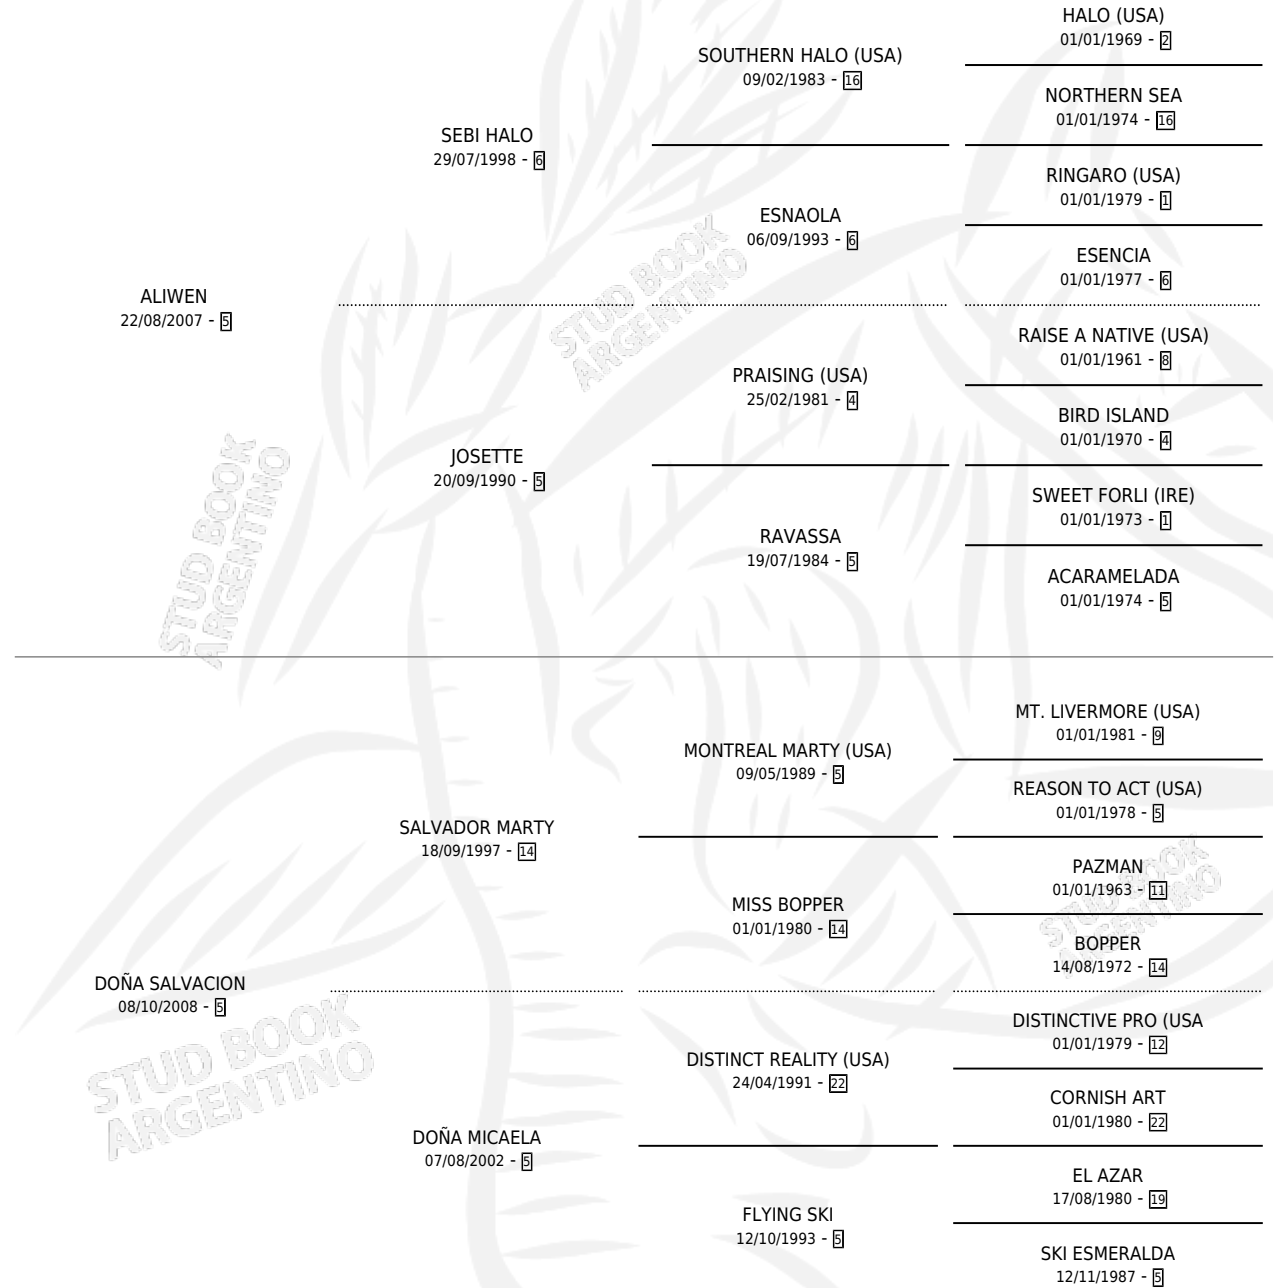 HALO (USA)
01/01/1969 - 2
SOUTHERN HALO (USA)
09/02/1983 - 16
NORTHERN SEA
01/01/1974 - 16
SEBI HALO
29/07/1998 - 6
RINGARO (USA)
01/01/1979 - 1
ESNAOLA
06/09/1993 - 6
ESENCIA
01/01/1977 - 6
ALIWEN
22/08/2007 - 5
RAISE A NATIVE (USA)
01/01/1961 - 8
PRAISING (USA)
25/02/1981 - 4
BIRD ISLAND
01/01/1970 - 4
JOSETTE
20/09/1990 - 5
SWEET FORLI (IRE)
01/01/1973 - 1
RAVASSA
19/07/1984 - 5
ACARAMELADA
01/01/1974 - 5
STUD BOOK
ARGENTINO
STUD BOOK
ARGENTINO
MT. LIVERMORE (USA)
01/01/1981 - 9
MONTREAL MARTY (USA)
09/05/1989 - 5
REASON TO ACT (USA)
01/01/1978 - 5
SALVADOR MARTY
18/09/1997 - 14
PAZMAN
01/01/1963 - 11
MISS BOPPER
01/01/1980 - 14
BOPPER
14/08/1972 - 14
DOÑA SALVACION
08/10/2008 - 5
DISTINCTIVE PRO (USA
01/01/1979 - 12
DISTINCT REALITY (USA)
24/04/1991 - 22
CORNISH ART
01/01/1980 - 22
DOÑA MICAELA
07/08/2002 - 5
EL AZAR
17/08/1980 - 19
FLYING SKI
12/10/1993 - 5
SKI ESMERALDA
12/11/1987 - 5
STUD BOOK
ARGENTINO
STUD BOOK
ARGENTINO